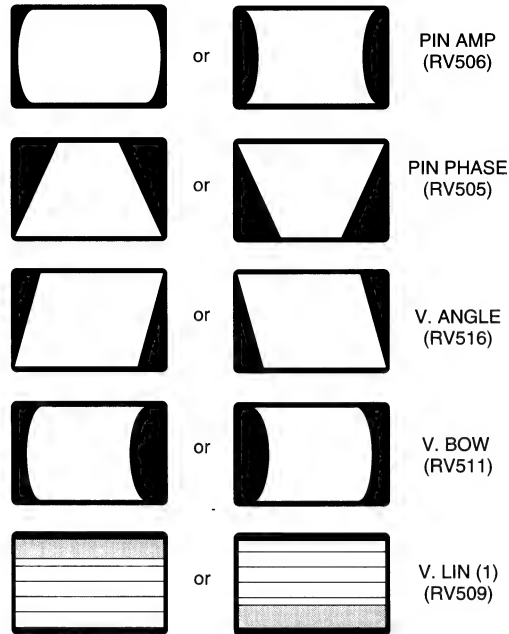 or
PIN AMP
(RV506)
or
PIN PHASE
(RV505)
or
V. ANGLE
(RV516)
or
V. BOW
(RV511)
or
V. LIN (1)
(RV509)